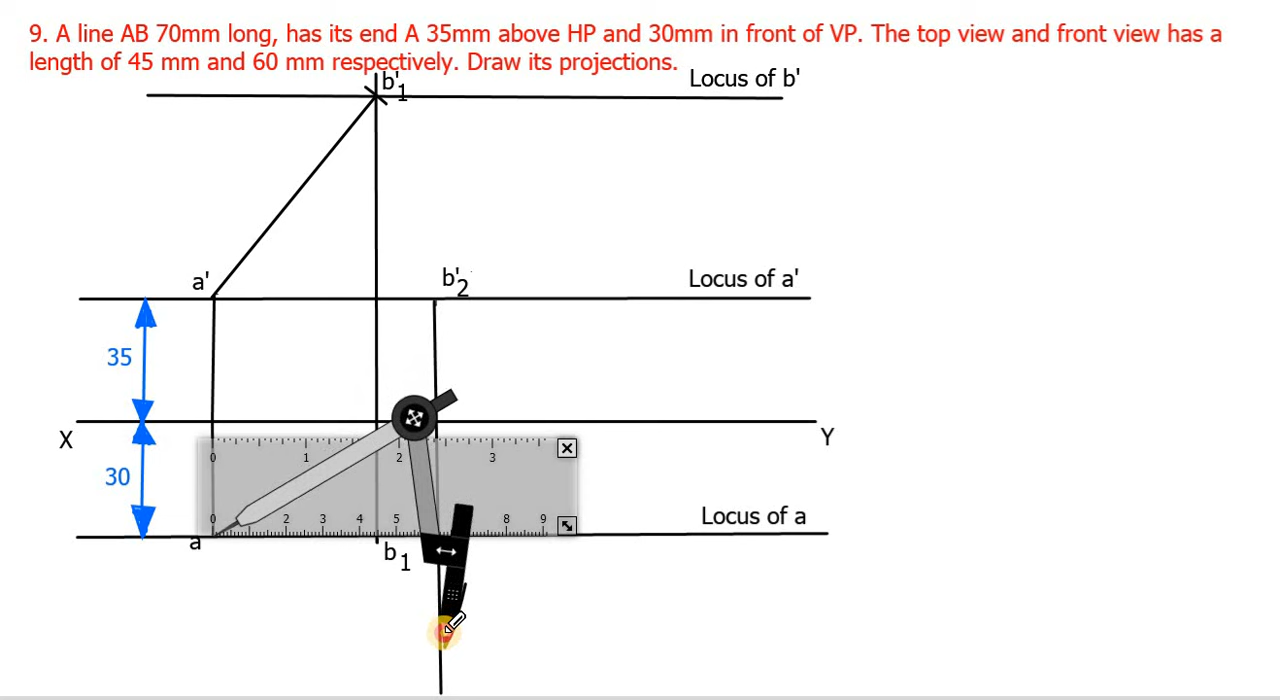 9. A line AB 70mm long, has its end A 35mm above HP and 30mm in front of VP. The top view and front view has a
length of 45 mm and 60 mm respectively. Draw its projections.
Locus of b'
b'1
a'
b'2
Locus of a'
35
X
Y
0 1 2 3
30
0 2 3 4 5 8 9
Locus of a
a
b1